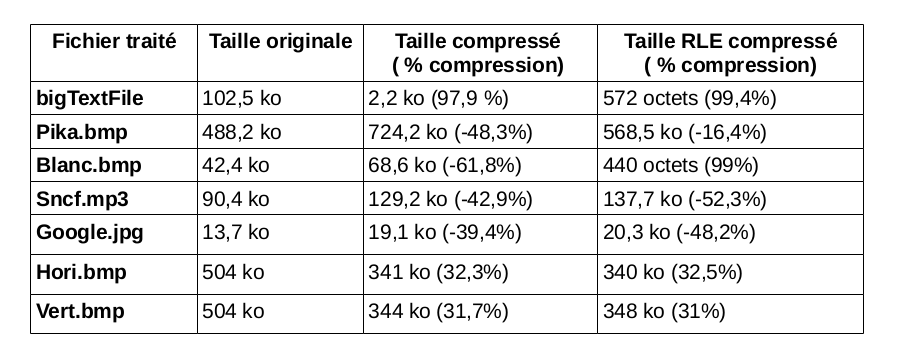 Fichier traité Taille originale Taille compressé Taille RLE compressé
( % compression) ( % compression)
bigTextFile 102,5 ko 2,2 ko (97,9 %) 572 octets (99,4%)
Pika.bmp 488,2 ko 724,2 ko (-48,3%) 568,5 ko (-16,4%)
Blanc.bmp 42,4 ko 68,6 ko (-61,8%) 440 octets (99%)
Sncf.mp3 90,4 ko 129,2 ko (-42,9%) 137,7 ko (-52,3%)
Google.jpg 13,7 ko 19,1 ko (-39,4%) 20,3 ko (-48,2%)
Hori.bmp 504 ko 341 ko (32,3%) 340 ko (32,5%)
Vert.bmp 504 ko 344 ko (31,7%) 348 ko (31%)